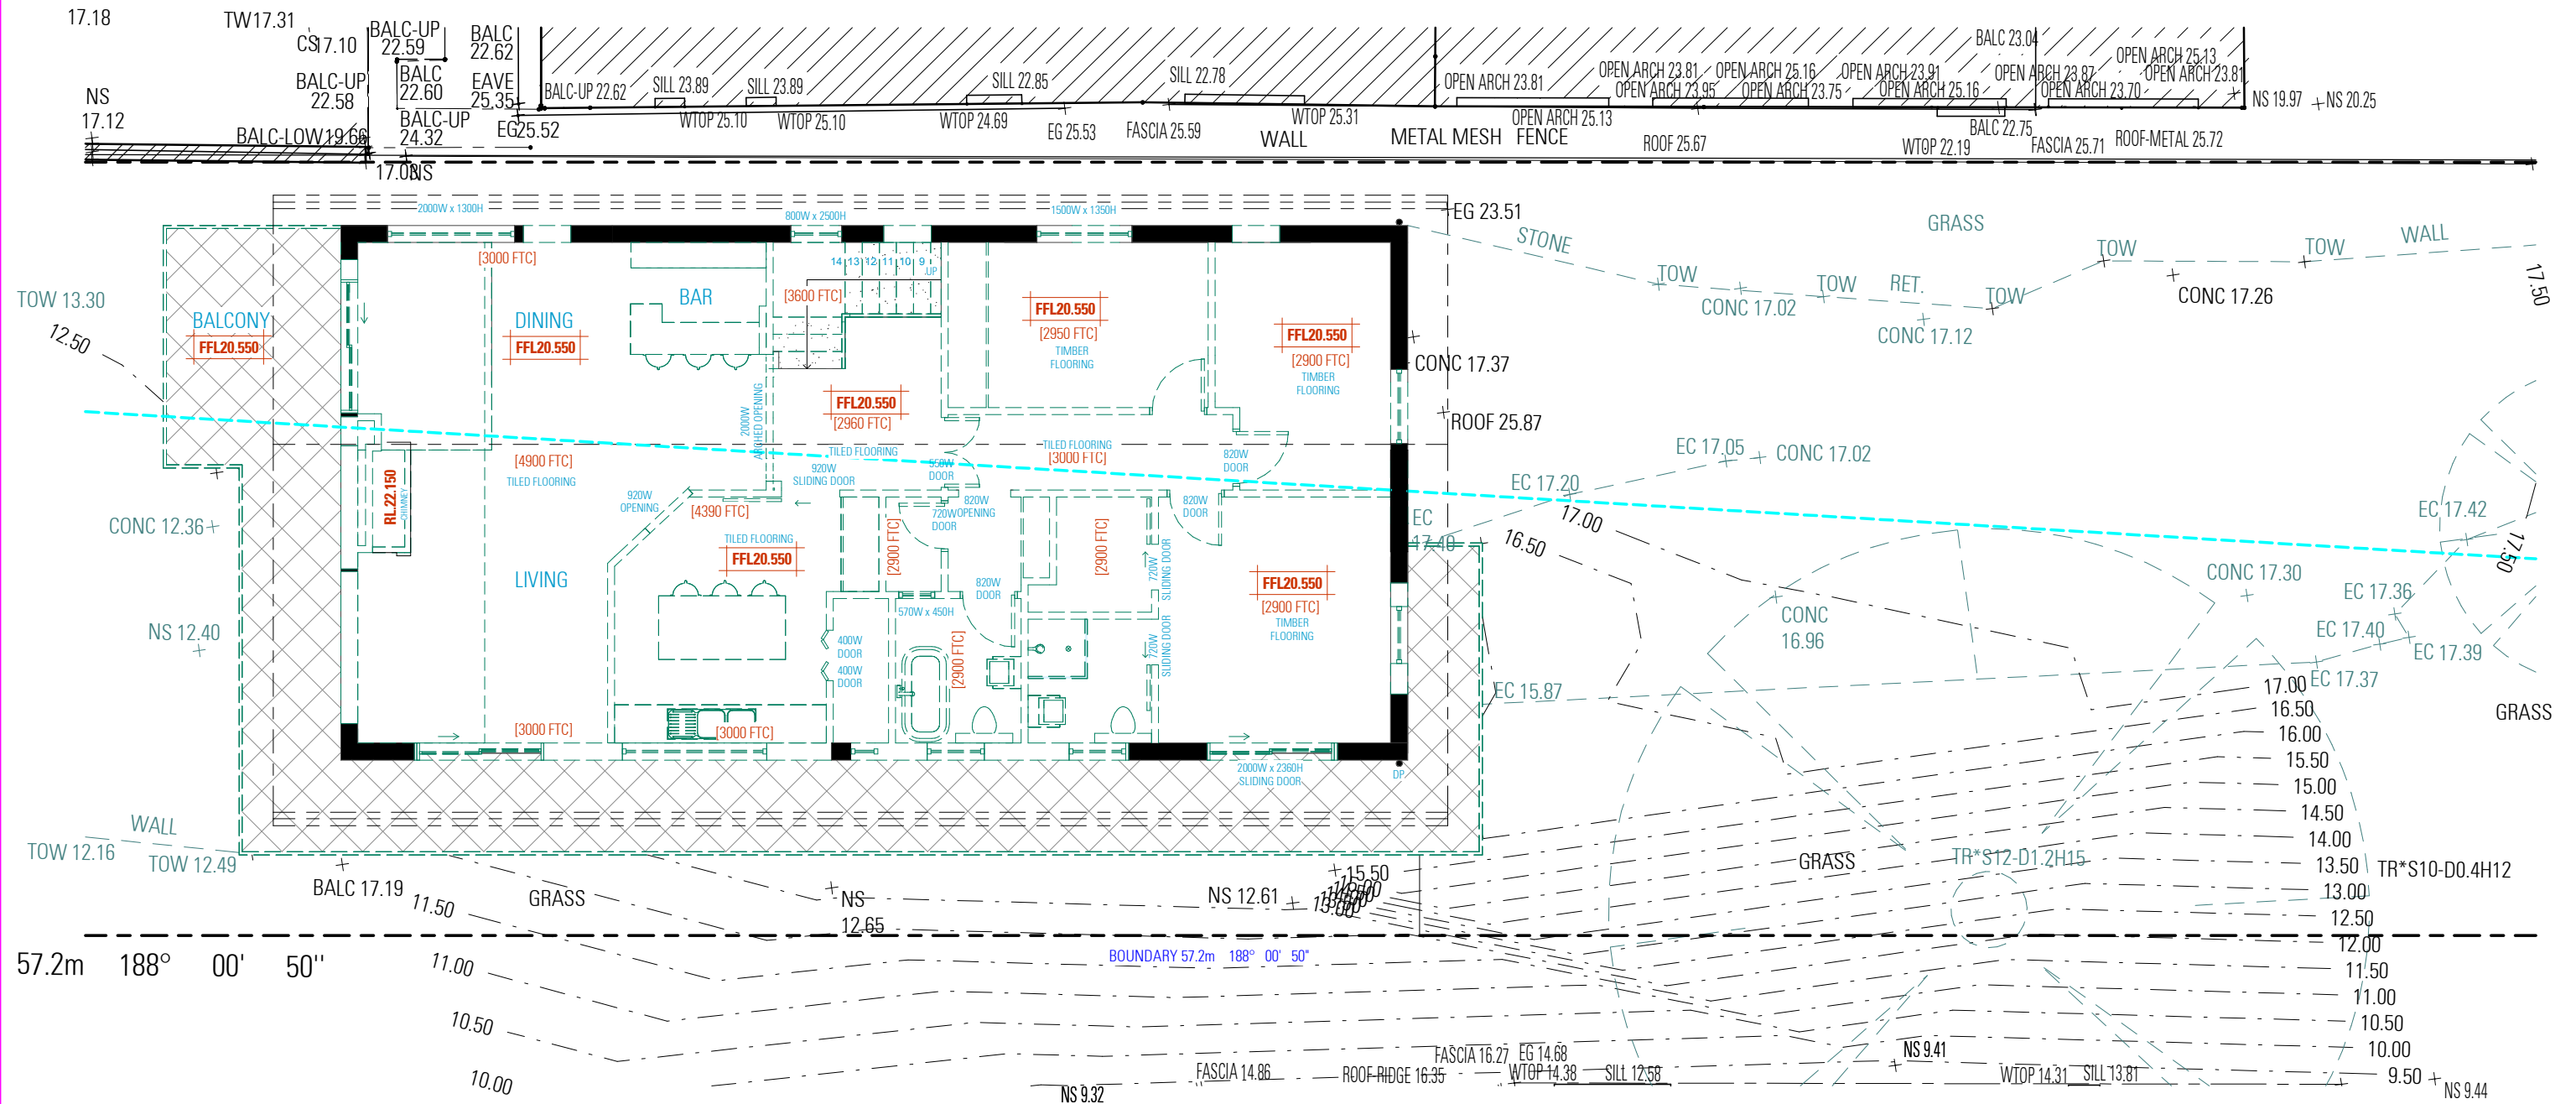 17.18
TW17.31
CS
17.10
BALC-UP
22.59
BALC
22.62
BALC-UP
22.58
BALC
22.60
EAVE
25.35
BALC-UP 22.62
SILL 23.89
SILL 23.89
SILL 22.85
SILL 22.78
OPEN ARCH 23.81
OPEN ARCH 23.81
OPEN ARCH 23.95
OPEN ARCH 25.16
OPEN ARCH 23.75
OPEN ARCH 23.91
OPEN ARCH 25.16
BALC 23.04
OPEN ARCH 23.87
OPEN ARCH 23.70
OPEN ARCH 25.13
OPEN ARCH 23.81
NS 19.97
NS 20.25
NS
17.12
BALC-LOW19.66
BALC-UP
24.32
EG25.52
WTOP 25.10
WTOP 25.10
WTOP 24.69
EG 25.53
FASCIA 25.59
WTOP 25.31
OPEN ARCH 25.13
WALL
METAL MESH FENCE
ROOF 25.67
WTOP 22.19
BALC 22.75
FASCIA 25.71
ROOF-METAL 25.72
17.03
NS
2000W x 1300H
800W x 2500H
1500W x 1350H
EG 23.51
STONE
GRASS
TOW
TOW
RET.
TOW
TOW
TOW
WALL
CONC 17.02
CONC 17.12
CONC 17.26
17.50
TOW 13.30
12.50
BALCONY
FFL20.550
[3000 FTC]
DINING
FFL20.550
BAR
14 13 12 11 10 9
UP
[3600 FTC]
FFL20.550
[2950 FTC]
TIMBER
FLOORING
FFL20.550
[2900 FTC]
TIMBER
FLOORING
CONC 17.37
FFL20.550
[2960 FTC]
2000W
ARCHED OPENING
ROOF 25.87
TILED FLOORING
TILED FLOORING
[3000 FTC]
[4900 FTC]
TILED FLOORING
920W
SLIDING DOOR
550W
DOOR
820W
DOOR
EC 17.05
CONC 17.02
RL.22.150
CHIMNEY
920W
OPENING
[4390 FTC]
820W
OPENING
720W
DOOR
820W
DOOR
EC 17.20
17.00
EC 17.42
CONC 12.36
EC
17.40
16.50
17.50
TILED FLOORING
FFL20.550
LIVING
[2900 FTC]
[2900 FTC]
720W
SLIDING DOOR
820W
DOOR
FFL20.550
[2900 FTC]
TIMBER
FLOORING
570W x 450H
CONC 17.30
EC 17.36
CONC
16.96
EC 17.40
EC 17.39
EC 17.37
NS 12.40
400W
DOOR
400W
DOOR
[2900 FTC]
720W
SLIDING DOOR
EC 15.87
[3000 FTC]
[3000 FTC]
2000W x 2360H
SLIDING DOOR
DP
GRASS
17.00
16.50
16.00
15.50
15.00
14.50
14.00
13.50
13.00
12.50
12.00
11.50
11.00
10.50
10.00
9.50
WALL
TOW 12.16
TOW 12.49
BALC 17.19
11.50
GRASS
NS
12.65
NS 12.61
15.50
13.00
GRASS
TR*S12-D1.2H15
TR*S10-D0.4H12
57.2m 188° 00' 50''
11.00
BOUNDARY 57.2m 188° 00' 50"
10.50
10.00
NS 9.32
FASCIA 14.86
ROOF-RIDGE 16.35
FASCIA 16.27
EG 14.68
WTOP 14.38
SILL 12.58
NS 9.41
WTOP 14.31
SILL 13.81
NS 9.44